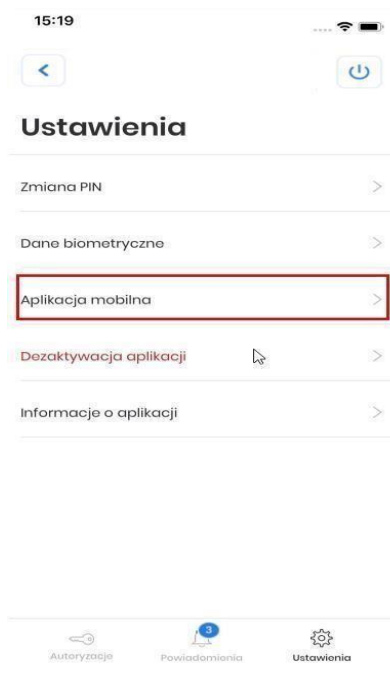 15:19
Ustawienia
Zmiana PIN
Dane biometryczne
Aplikacja mobilna
Dezaktywacja aplikacji
Informacje o aplikacji
3
Autoryzacje
Powiadomienia
Ustawienia